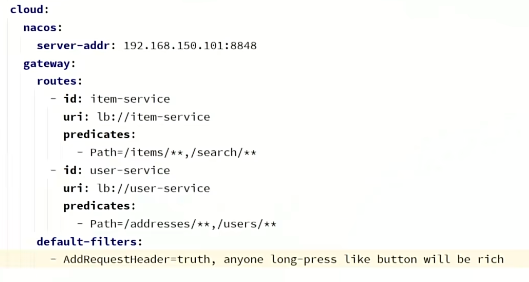 cloud:
nacos:
server-addr: 192.168.150.101:8848
gateway:
routes:
- id: item-service
uri: lb://item-service
predicates:
- Path=/items/**,/search/**
- id: user-service
uri: lb://user-service
predicates:
- Path=/addresses/**,/users/**
default-filters:
- AddRequestHeader=truth, anyone long-press like button will be rich